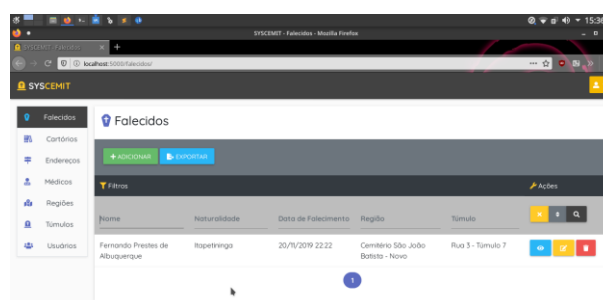 15:36
SYSCEMIT - Falecidos - Mozilla Firefox
SYSCEMIT - Falecidos
localhost:5000/falecidos/
SYSCEMIT
Falecidos
Cartórios
Endereços
Médicos
Regiões
Túmulos
Usuários
Falecidos
+ ADICIONAR
EXPORTAR
Filtros
Ações
Nome
Naturalidade
Data de Falecimento
Região
Túmulo
Fernando Prestes de Albuquerque
Itapetininga
20/11/2019 22:22
Cemitério São João Batista - Novo
Rua 3 - Túmulo 7
1